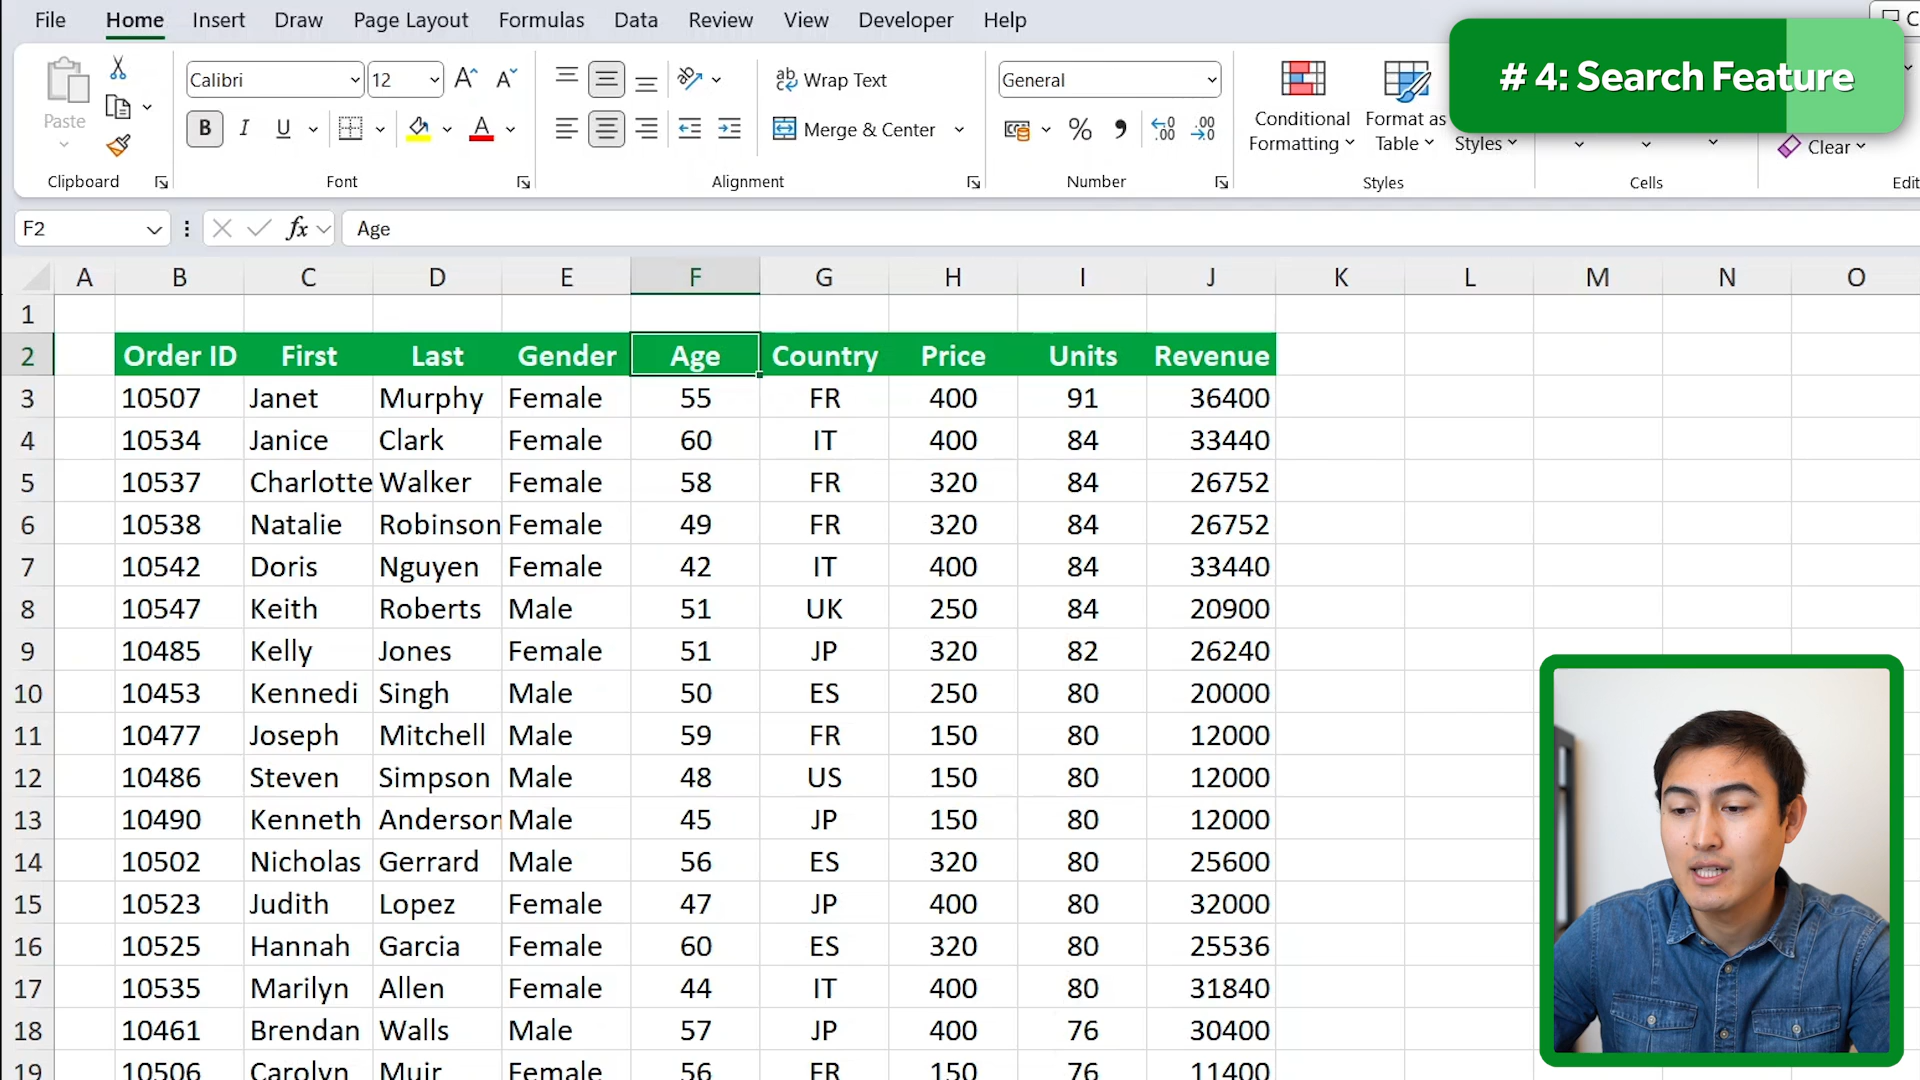 File Home Insert Draw Page Layout Formulas Data Review View Developer Help
# 4: Search Feature
Calibri 12 Wrap Text General
Paste Conditional Formatting Format as Table Styles
B I U Merge & Center Clear
Clipboard Font Alignment Number Styles Cells
F2 fx Age
A B C D E F G H I J K L M N O
1
2 Order ID First Last Gender Age Country Price Units Revenue
3 10507 Janet Murphy Female 55 FR 400 91 36400
4 10534 Janice Clark Female 60 IT 400 84 33440
5 10537 Charlotte Walker Female 58 FR 320 84 26752
6 10538 Natalie Robinson Female 49 FR 320 84 26752
7 10542 Doris Nguyen Female 42 IT 400 84 33440
8 10547 Keith Roberts Male 51 UK 250 84 20900
9 10485 Kelly Jones Female 51 JP 320 82 26240
10 10453 Kennedi Singh Male 50 ES 250 80 20000
11 10477 Joseph Mitchell Male 59 FR 150 80 12000
12 10486 Steven Simpson Male 48 US 150 80 12000
13 10490 Kenneth Anderson Male 45 JP 150 80 12000
14 10502 Nicholas Gerrard Male 56 ES 320 80 25600
15 10523 Judith Lopez Female 47 JP 400 80 32000
16 10525 Hannah Garcia Female 60 ES 320 80 25536
17 10535 Marilyn Allen Female 44 IT 400 80 31840
18 10461 Brendan Walls Male 57 JP 400 76 30400
19 10506 Carolyn Muir Female 56 FR 150 76 11400